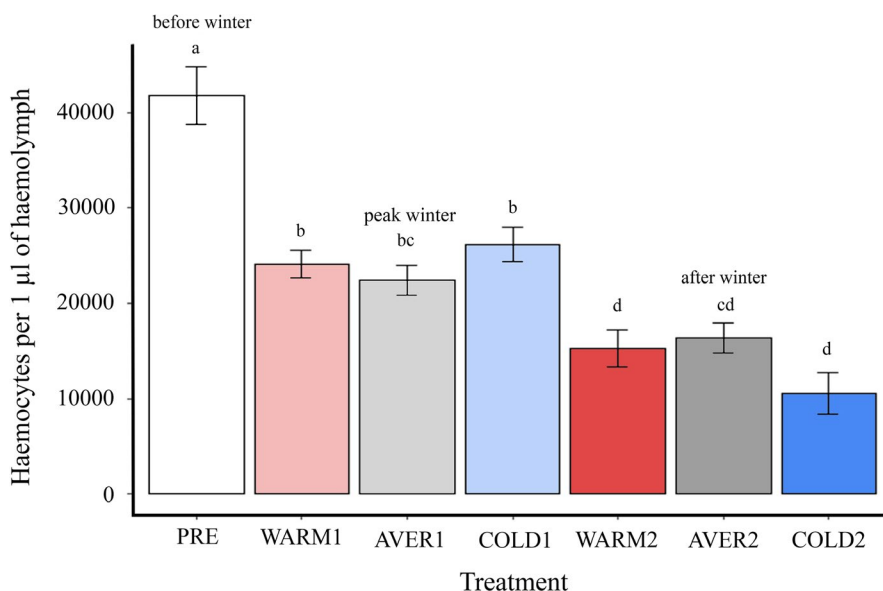 before winter
a
Haemocytes per 1 µl of haemolymph
40000
30000
20000
10000
0
b
peak winter
bc
b
d
after winter
cd
d
PRE
WARM1
AVER1
COLD1
WARM2
AVER2
COLD2
Treatment